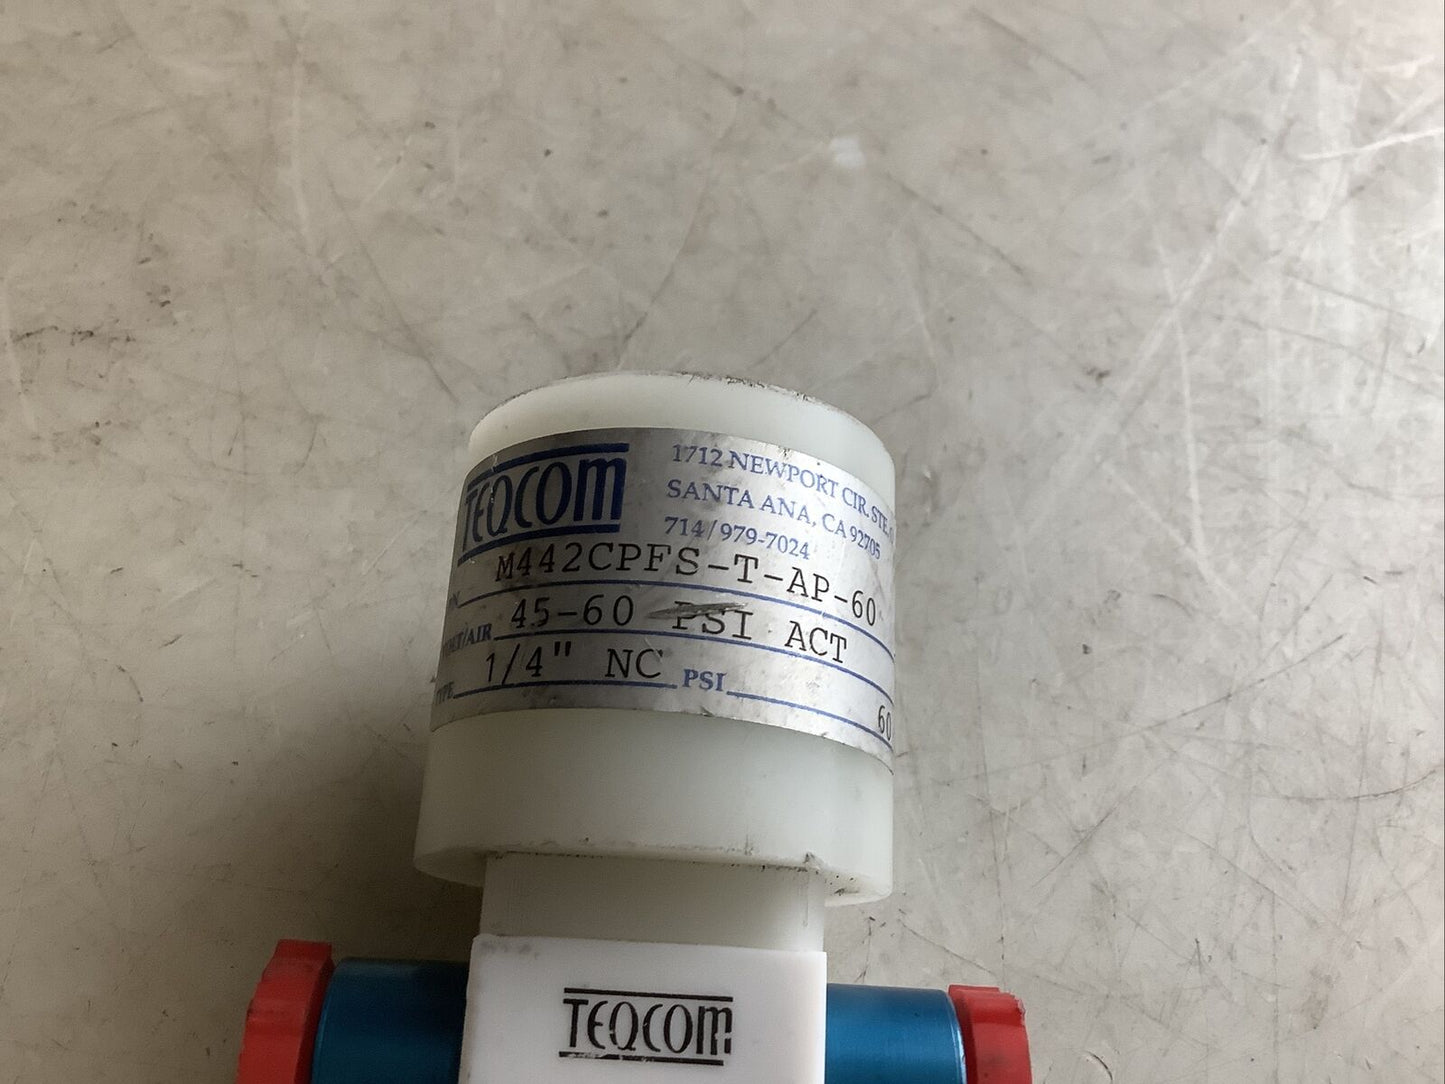 TEQCOM
1712 NEWPORT CIR. STE.
SANTA ANA, CA 92705
714/979-7024
M442CPFS-T-AP-60
/AIR 45-60 PSI ACT
TYPE 1/4" NC PSI 60
TEQCOM